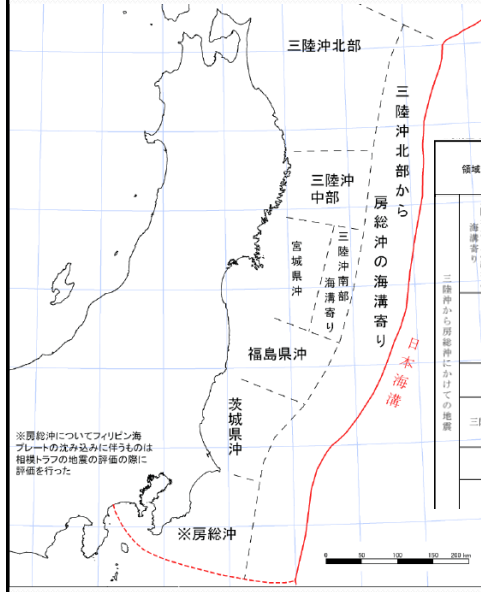 三陸沖北部
三陸沖北部から
房総沖の海溝寄り
三陸沖
中部
宮城県沖
三陸沖南部
海溝寄り
福島県沖
茨城県沖
※房総沖
日本海溝
※房総沖についてフィリピン海
プレートの沈み込みに伴うものは
相模トラフの地震の評価の際に
評価を行った
0 50 100 150 200 km
領域
海溝寄り
三陸沖から房総沖にかけての地震
三